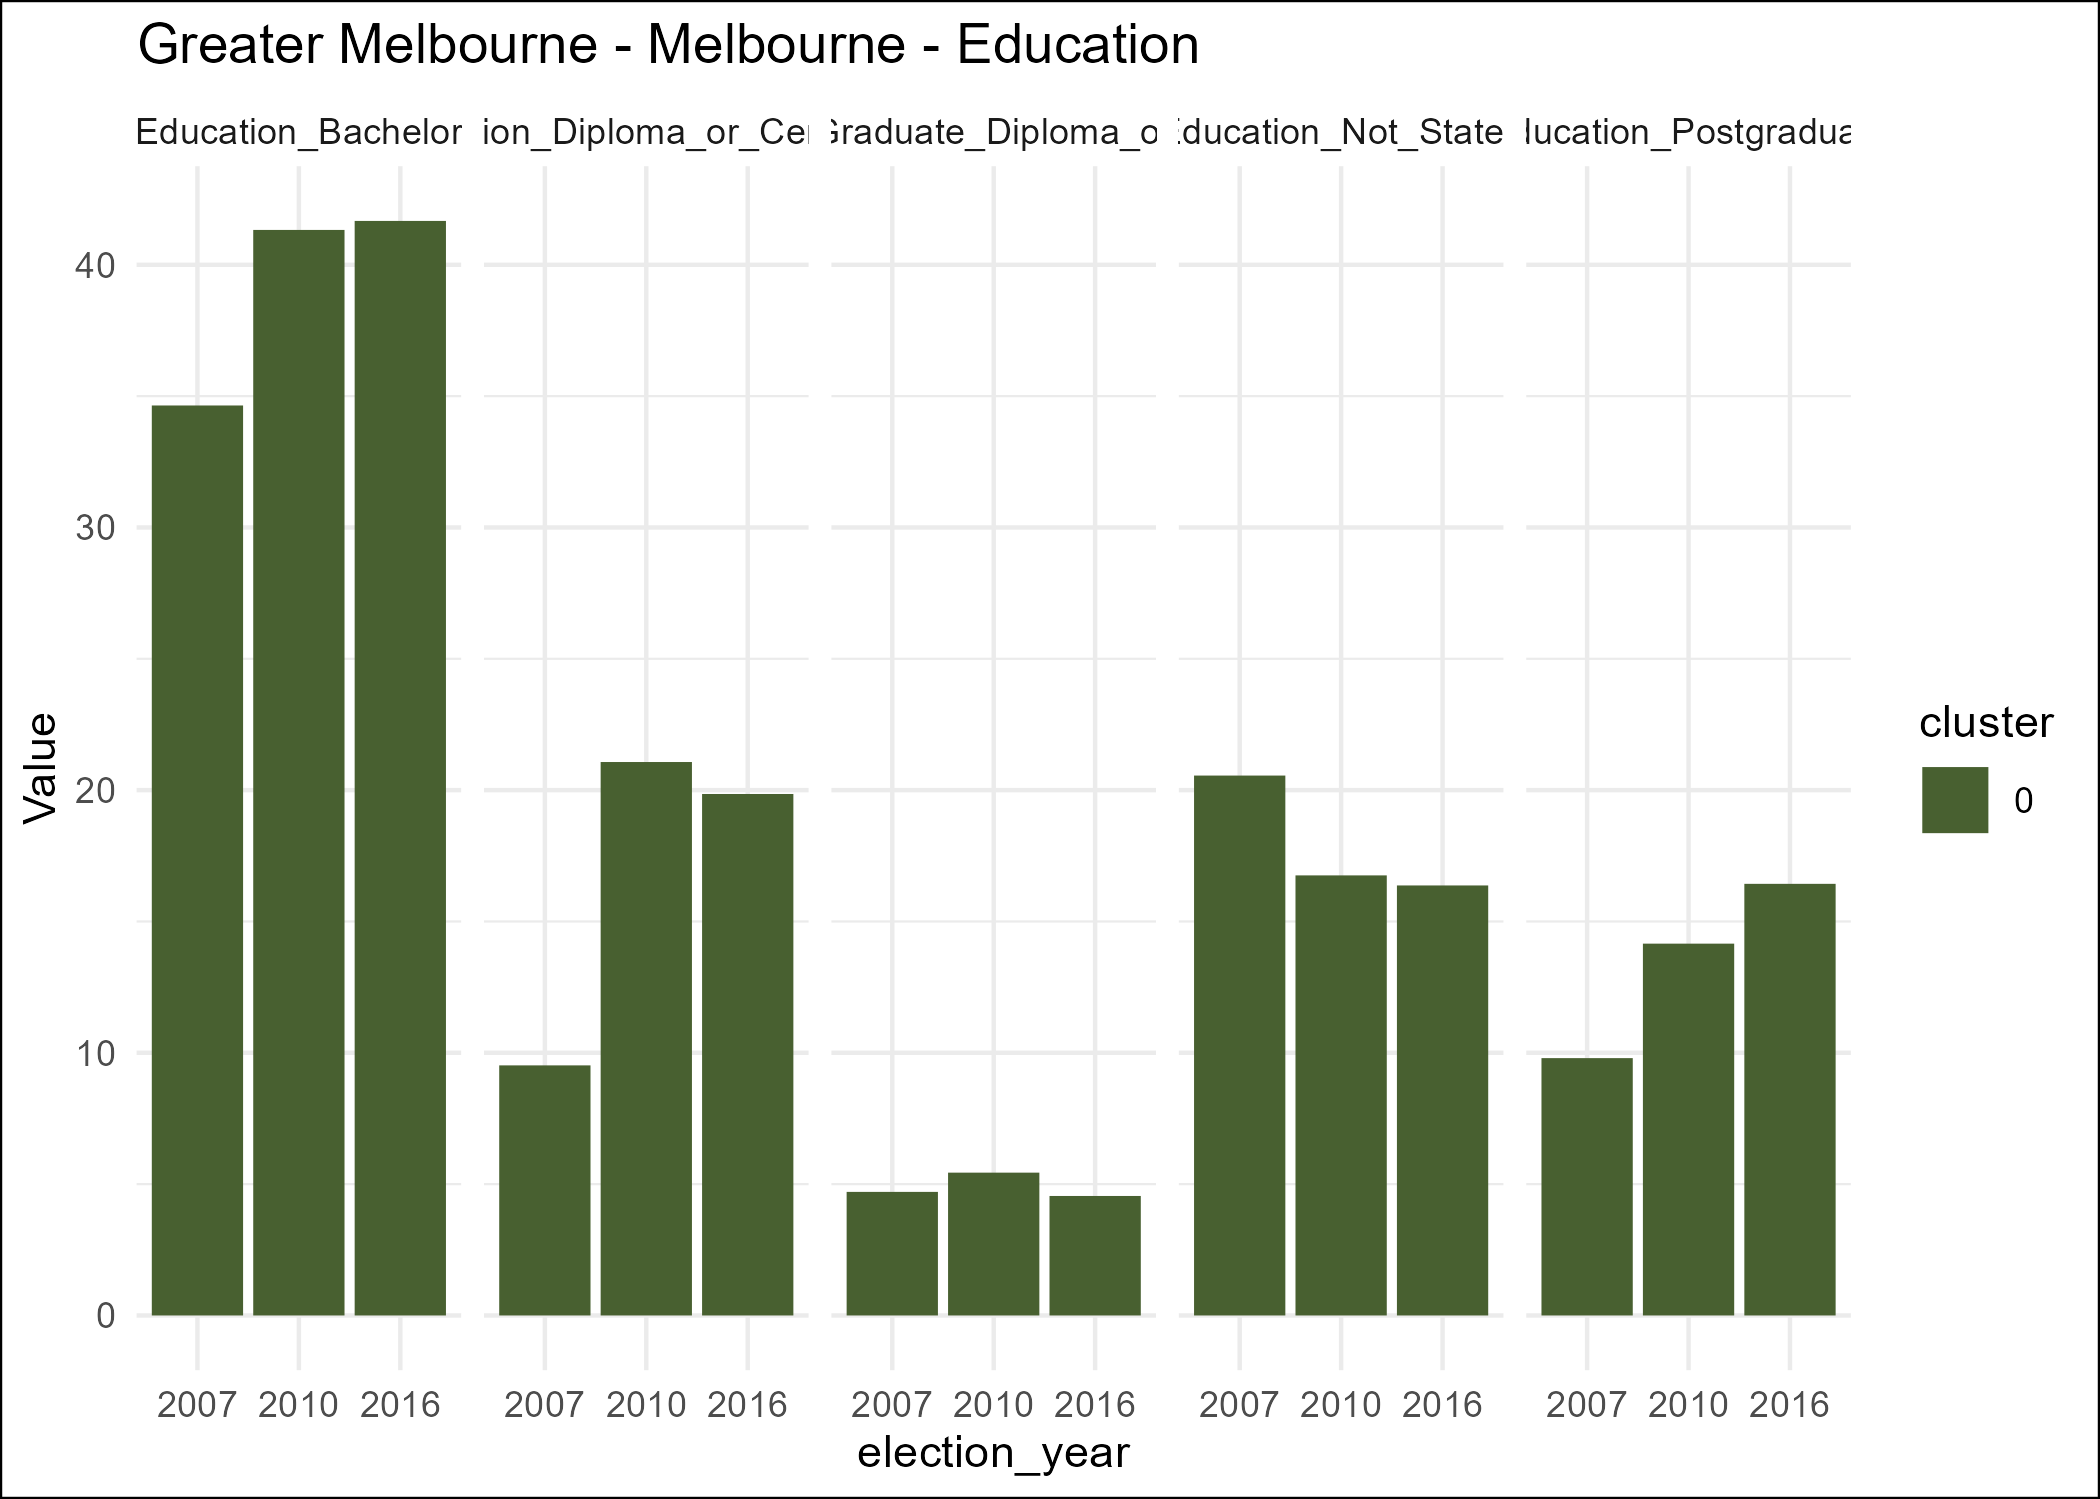 Greater Melbourne - Melbourne - Education
Education_Bachelor ion_Diploma_or_Cer Graduate_Diploma_o Education_Not_State ducation_Postgradua
40
30
20
10
0
Value
2007 2010 2016 2007 2010 2016 2007 2010 2016 2007 2010 2016 2007 2010 2016
election_year
cluster
0